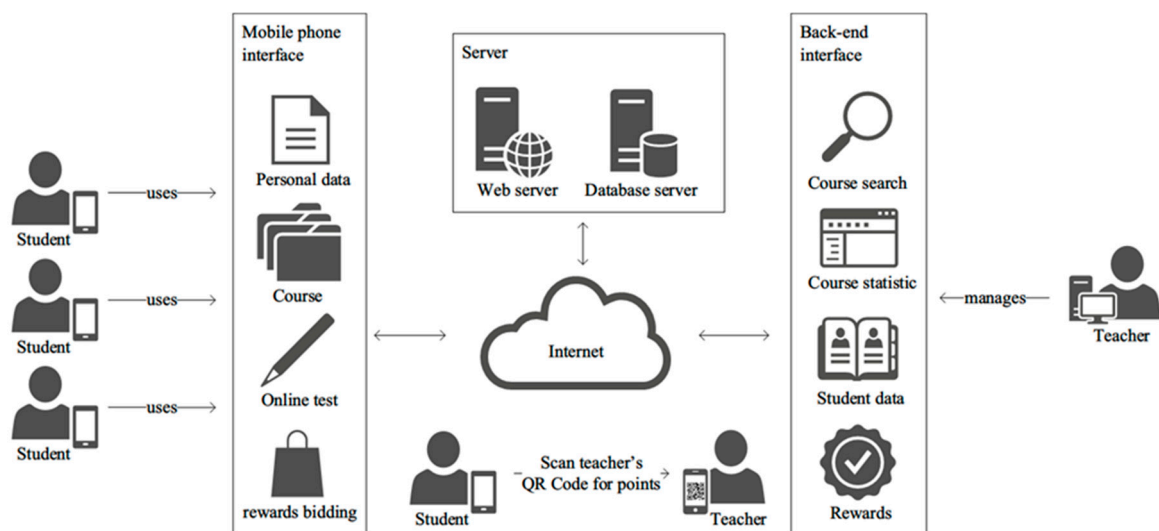 Mobile phone
interface
Personal data
Course
Online test
rewards bidding
Student
uses
Student
uses
Student
uses
Server
Web server
Database server
Internet
Scan teacher's
QR Code for points
Student
Teacher
Back-end
interface
Course search
Course statistic
Student data
Rewards
manages
Teacher